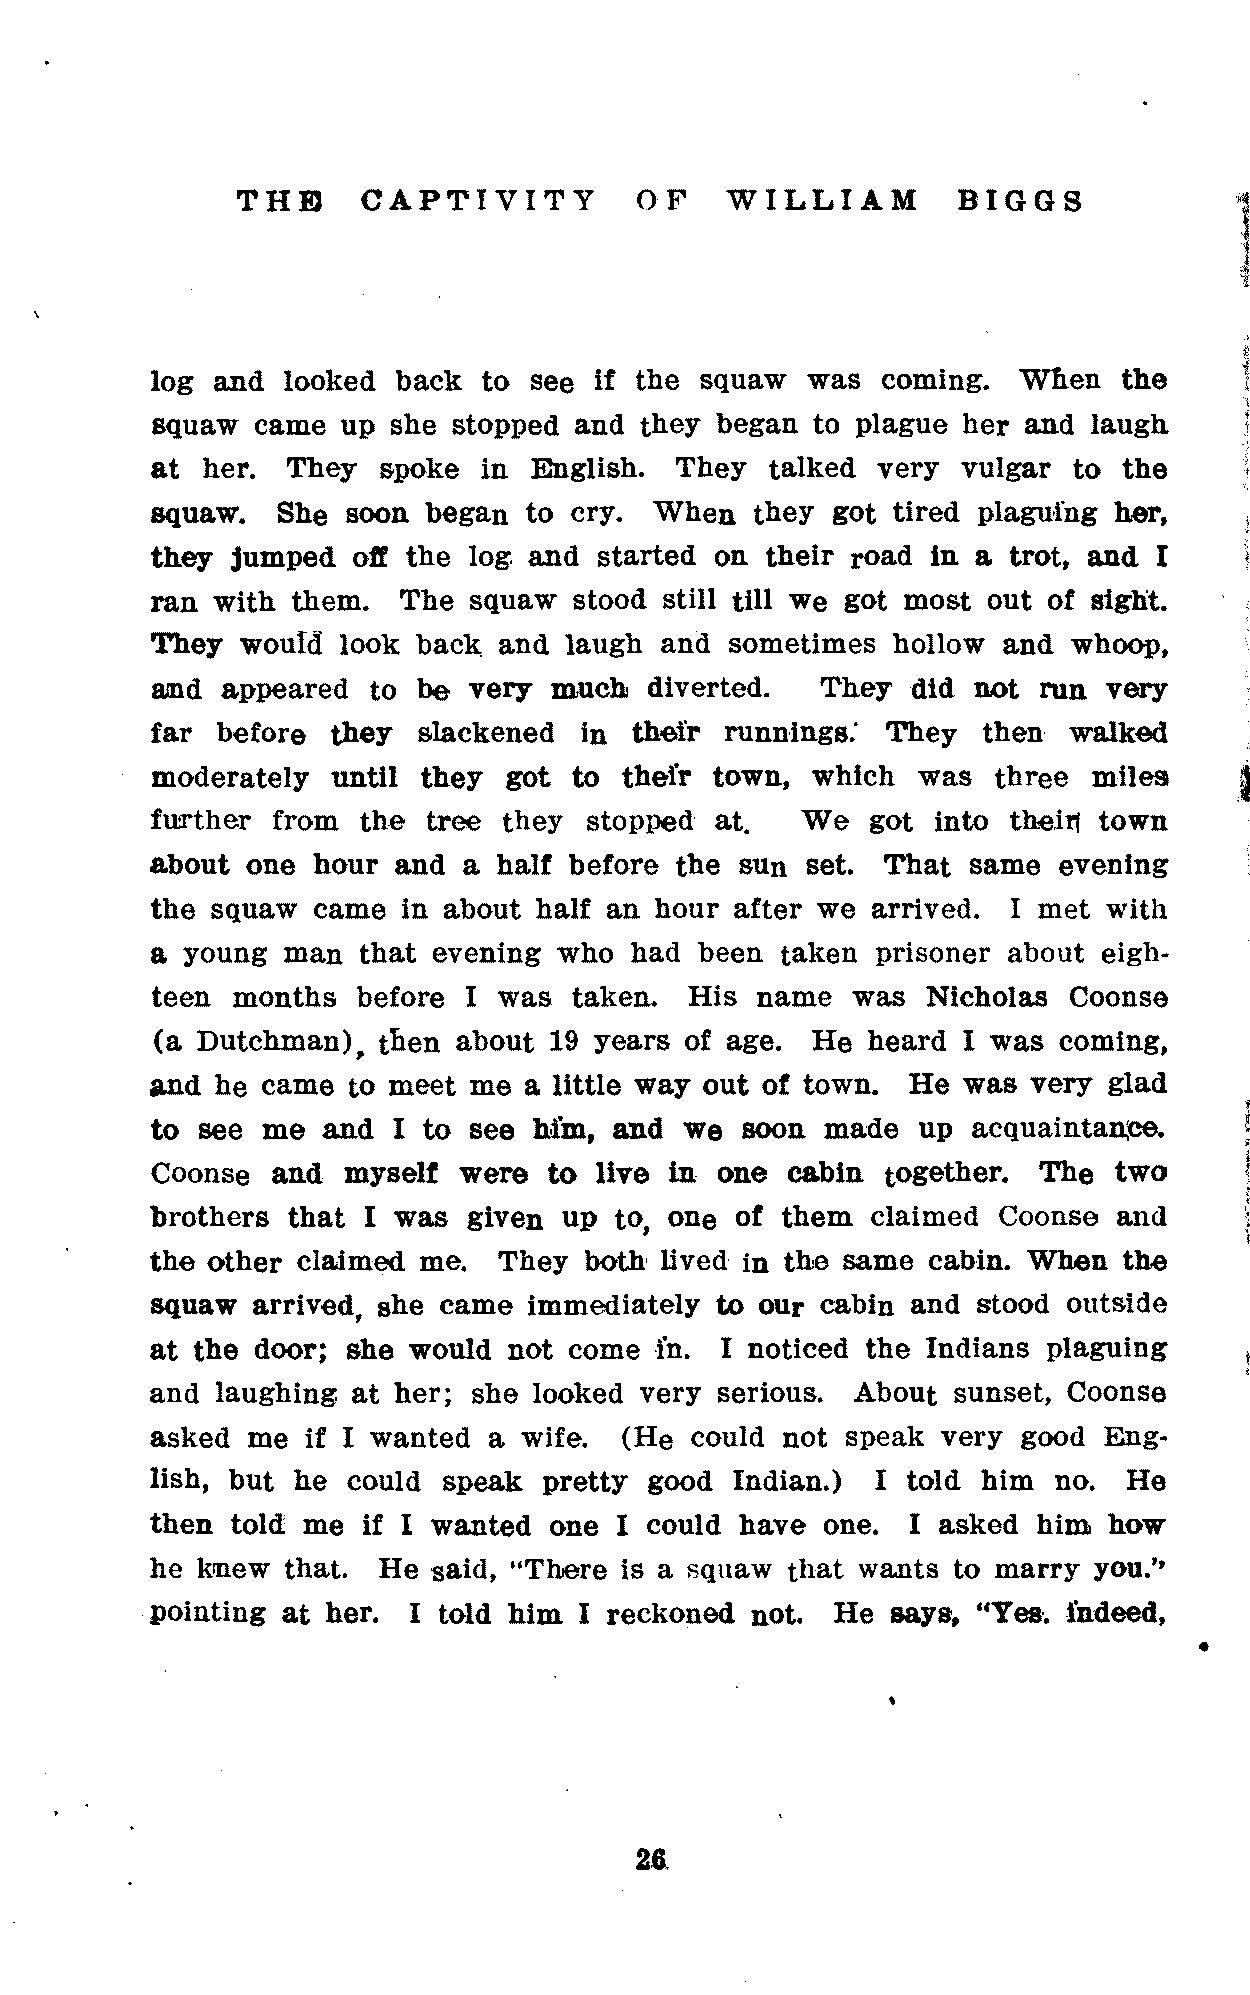 THE CAPTIVITY OF WILLIAM BIGGS
log and looked back to see if the squaw was coming. When the
squaw came up she stopped and they began to plague her and laugh
at her. They spoke in English. They talked very vulgar to the
squaw. She soon began to cry. When they got tired plaguing her,
they jumped off the log and started on their road in a trot, and I
ran with them. The squaw stood still till we got most out of sight.
They would look back and laugh and sometimes hollow and whoop,
and appeared to be very much diverted. They did not run very
far before they slackened in their runnings. They then walked
moderately until they got to their town, which was three miles
further from the tree they stopped at. We got into their town
about one hour and a half before the sun set. That same evening
the squaw came in about half an hour after we arrived. I met with
a young man that evening who had been taken prisoner about eigh-
teen months before I was taken. His name was Nicholas Coonse
(a Dutchman), then about 19 years of age. He heard I was coming,
and he came to meet me a little way out of town. He was very glad
to see me and I to see him, and we soon made up acquaintance.
Coonse and myself were to live in one cabin together. The two
brothers that I was given up to, one of them claimed Coonse and
the other claimed me. They both lived in the same cabin. When the
squaw arrived, she came immediately to our cabin and stood outside
at the door; she would not come in. I noticed the Indians plaguing
and laughing at her; she looked very serious. About sunset, Coonse
asked me if I wanted a wife. (He could not speak very good Eng-
lish, but he could speak pretty good Indian.) I told him no. He
then told me if I wanted one I could have one. I asked him how
he knew that. He said, "There is a squaw that wants to marry you."
pointing at her. I told him I reckoned not. He says, "Yes. indeed,
26